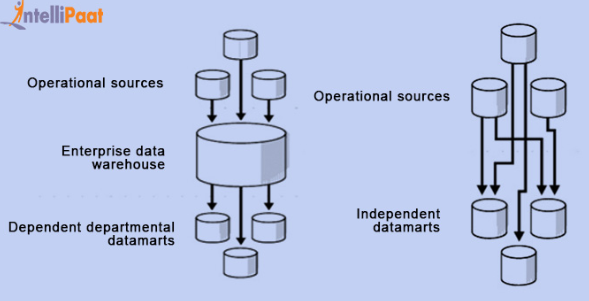 IntelliPaat
Operational sources
Enterprise data
warehouse
Dependent departmental
datamarts
Operational sources
Independent
datamarts